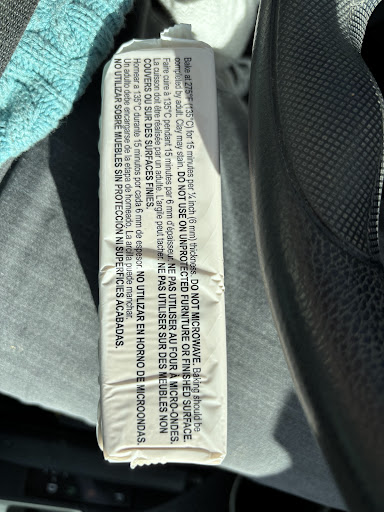 Bake at 275°F (135°C) for 15 minutes per ¼ inch (6 mm) thickness. DO NOT MICROWAVE. Baking should be
completed by adult. Clay may stain. DO NOT USE ON UNPROTECTED FURNITURE OR FINISHED SURFACE.
Faire cuire à 135°C pendant 15 minutes par 6 mm d'épaisseur. NE PAS UTILISER AU FOUR À MICRO-ONDES.
La cuisson doit être réalisée par un adulte. L'argile peut tacher. NE PAS UTILISER SUR DES MEUBLES NON
COUVERS OU SUR DES SURFACES FINIES.
Hornear a 135°C durante 15 minutos por cada 6 mm de espesor. NO UTILIZAR EN HORNO DE MICROONDAS.
Un adulto debe encargarse de la etapa de horneado. La arcilla puede manchar.
NO UTILIZAR SOBRE MUEBLES SIN PROTECCIÓN NI SUPERFICIES ACABADAS.